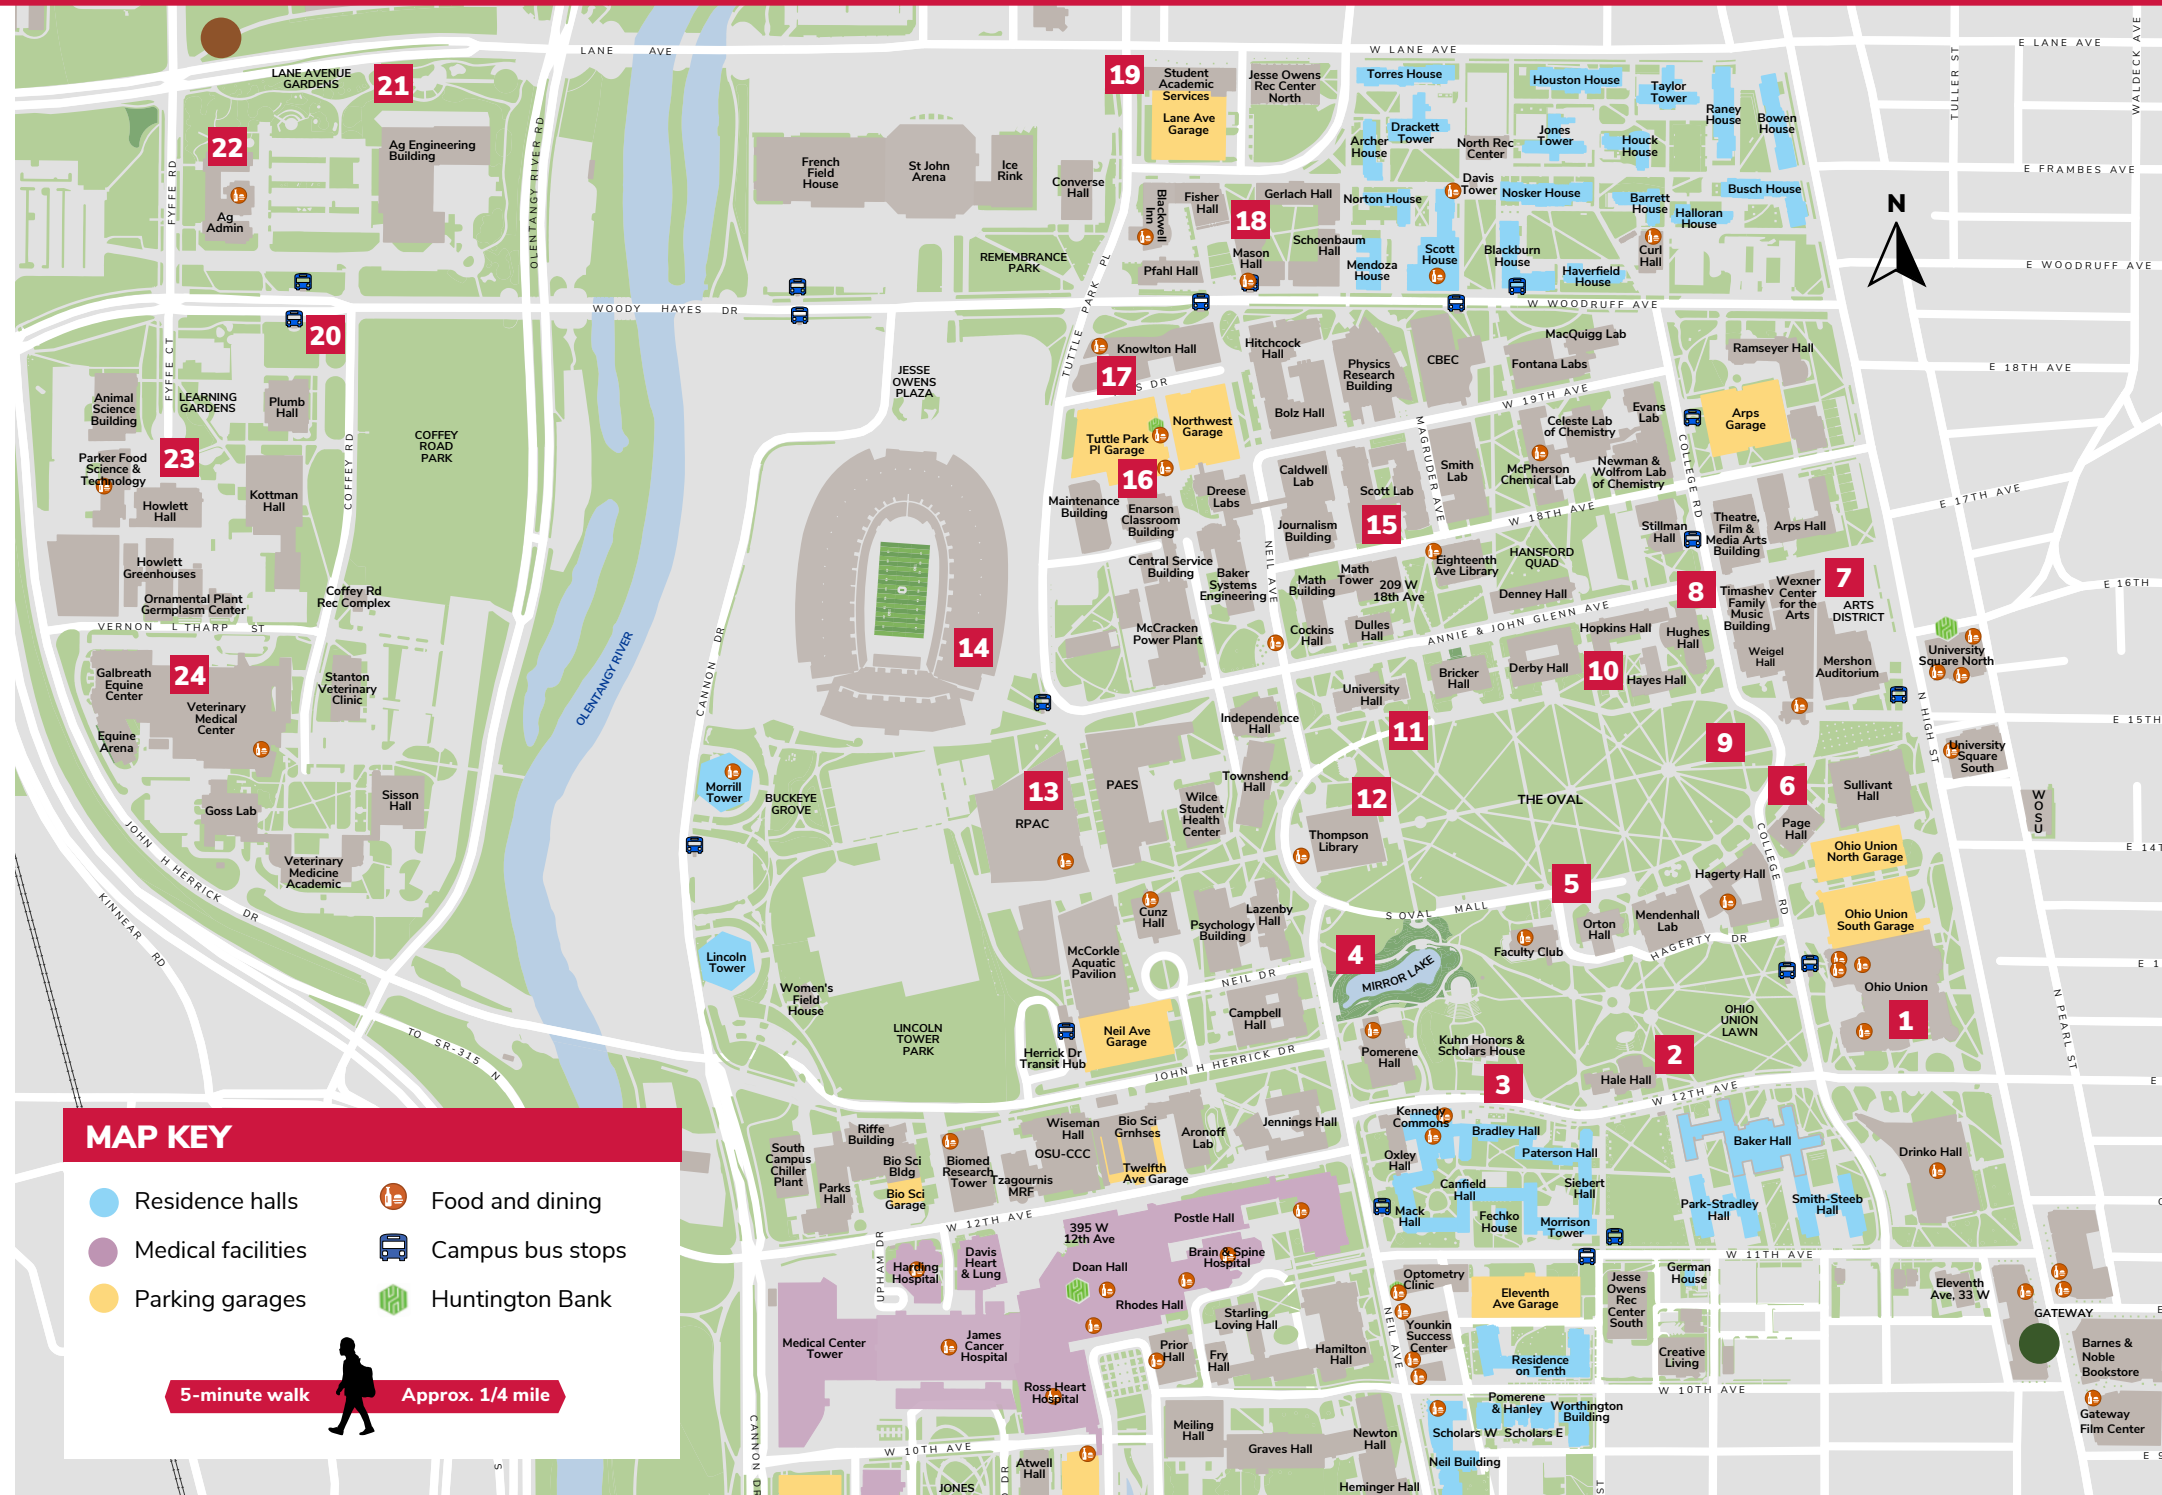 LANE AVE
W LANE AVE
E LANE AVE
TULLER ST
WALDECK AVE
LANE AVENUE
GARDENS
21
19
Student
Academic
Services
Lane Ave
Garage
Jesse Owens
Rec Center
North
Torres House
Houston House
Taylor
Tower
Raney
House
Bowen
House
Archer
House
Drackett
Tower
North Rec
Center
Jones
Tower
Houck
House
22
FYFFE RD
Ag
Admin
Ag Engineering
Building
OLENTANGY RIVER RD
French
Field
House
St John
Arena
Ice
Rink
Converse
Hall
E FRAMBES AVE
Blackwell
Inn
Fisher
Hall
18
Gerlach Hall
Norton House
Davis
Tower
Nosker House
Barrett
House
Busch House
Halloran
House
N
REMEMBRANCE
PARK
TUTTLE PARK PL
Pfahl Hall
Mason
Hall
Schoenbaum
Hall
Mendoza
House
Scott
House
Blackburn
House
Haverfield
House
Curl
Hall
E WOODRUFF AVE
WOODY HAYES DR
W WOODRUFF AVE
20
Knowlton Hall
17
S DR
Hitchcock
Hall
Physics
Research
Building
CBEC
MacQuigg Lab
Fontana Labs
Ramseyer Hall
E 18TH AVE
FYFFE CT
Animal
Science
Building
LEARNING
GARDENS
Plumb
Hall
COFFEY
ROAD
PARK
COFFEY RD
JESSE
OWENS
PLAZA
Tuttle Park
Pl Garage
Northwest
Garage
Bolz Hall
W 19TH AVE
MAGRUDER AVE
Celeste Lab
of Chemistry
Evans
Lab
Arps
Garage
COLLEGE RD
23
Parker Food
Science &
Technology
Howlett
Hall
Kottman
Hall
16
Maintenance
Building
Enarson
Classroom
Building
Dreese
Labs
Caldwell
Lab
Scott Lab
Smith
Lab
McPherson
Chemical Lab
Newman &
Wolfrom Lab
of Chemistry
15
Journalism
Building
W 18TH AVE
Stillman
Hall
Theatre,
Film &
Media Arts
Building
Arps Hall
E 17TH AVE
Howlett
Greenhouses
Ornamental Plant
Germplasm Center
Coffey Rd
Rec Complex
VERNON L THARP ST
Central Service
Building
Baker
Systems
Engineering
NEIL AVE
Math
Building
Math
Tower
209 W
18th Ave
Eighteenth
Ave Library
HANSFORD
QUAD
Denney Hall
8
7
Timashev
Family
Music
Building
Wexner
Center
for the
Arts
ARTS
DISTRICT
E 16TH
McCracken
Power Plant
Cockins
Hall
Dulles
Hall
ANNIE & JOHN GLENN AVE
Hopkins Hall
Hughes
Hall
Weigel
Hall
Mershon
Auditorium
University
Square North
24
Galbreath
Equine
Center
Stanton
Veterinary
Clinic
Veterinary
Medical
Center
Equine
Arena
OLENTANGY RIVER
CANNON DR
14
University
Hall
Bricker
Hall
Derby Hall
10
Hayes Hall
N HIGH ST
E 15TH
Independence
Hall
11
9
University
Square
South
Goss Lab
Sisson
Hall
Veterinary
Medicine
Academic
Morrill
Tower
BUCKEYE
GROVE
13
RPAC
PAES
Wilce
Student
Health
Center
Townshend
Hall
12
Thompson
Library
THE OVAL
6
Page
Hall
Sullivant
Hall
WOSU
COLLEGE RD
Ohio Union
North Garage
E 14T
JOHN H HERRICK DR
KINNEAR RD
Lincoln
Tower
Cunz
Hall
Psychology
Building
Lazenby
Hall
5
S OVAL MALL
Hagerty Hall
Orton
Hall
Mendenhall
Lab
HAGERTY DR
Faculty Club
Ohio Union
South Garage
McCorkle
Aquatic
Pavilion
4
MIRROR LAKE
E 1
Women's
Field
House
NEIL DR
Campbell
Hall
Ohio Union
1
OHIO
UNION
LAWN
LINCOLN
TOWER
PARK
Neil Ave
Garage
Herrick Dr
Transit Hub
JOHN H HERRICK DR
Pomerene
Hall
Kuhn Honors &
Scholars House
2
3
Hale Hall
W 12TH AVE
N PEARL ST
TO SR-315 N
E
MAP KEY
Residence halls
Food and dining
Medical facilities
Campus bus stops
Parking garages
Huntington Bank
5-minute walk
Approx. 1/4 mile
South
Campus
Chiller
Plant
Riffe
Building
Bio Sci
Bldg
Parks
Hall
Bio Sci
Garage
Biomed
Research
Tower
Wiseman
Hall
OSU-CCC
Tzagournis
MRF
Bio Sci
Grnhses
Aronoff
Lab
Twelfth
Ave Garage
Jennings Hall
Kennedy
Commons
Bradley Hall
Oxley
Hall
Paterson Hall
Canfield
Hall
Siebert
Hall
Mack
Hall
Fechko
House
Morrison
Tower
Baker Hall
Park-Stradley
Hall
Smith-Steeb
Hall
Drinko Hall
W 12TH AVE
UPHAM DR
Harding
Hospital
Davis
Heart
& Lung
395 W
12th Ave
Postle Hall
Doan Hall
Brain & Spine
Hospital
Rhodes Hall
W 11TH AVE
Optometry
Clinic
Eleventh
Ave Garage
Jesse
Owens
Rec
Center
South
German
House
Eleventh
Ave, 33 W
GATEWAY
Barnes &
Noble
Bookstore
Medical Center
Tower
James
Cancer
Hospital
Starling
Loving Hall
Prior
Hall
Fry
Hall
Hamilton
Hall
NEIL AVE
Younkin
Success
Center
Residence
on Tenth
Creative
Living
W 10TH AVE
Ross Heart
Hospital
Pomerene
& Hanley
Worthington
Building
Scholars W
Scholars E
Gateway
Film Center
CANNON DR
W 10TH AVE
Meiling
Hall
Graves Hall
Newton
Hall
Neil Building
Atwell
Hall
JONES
Heminger Hall
S
DR
ST
E 9